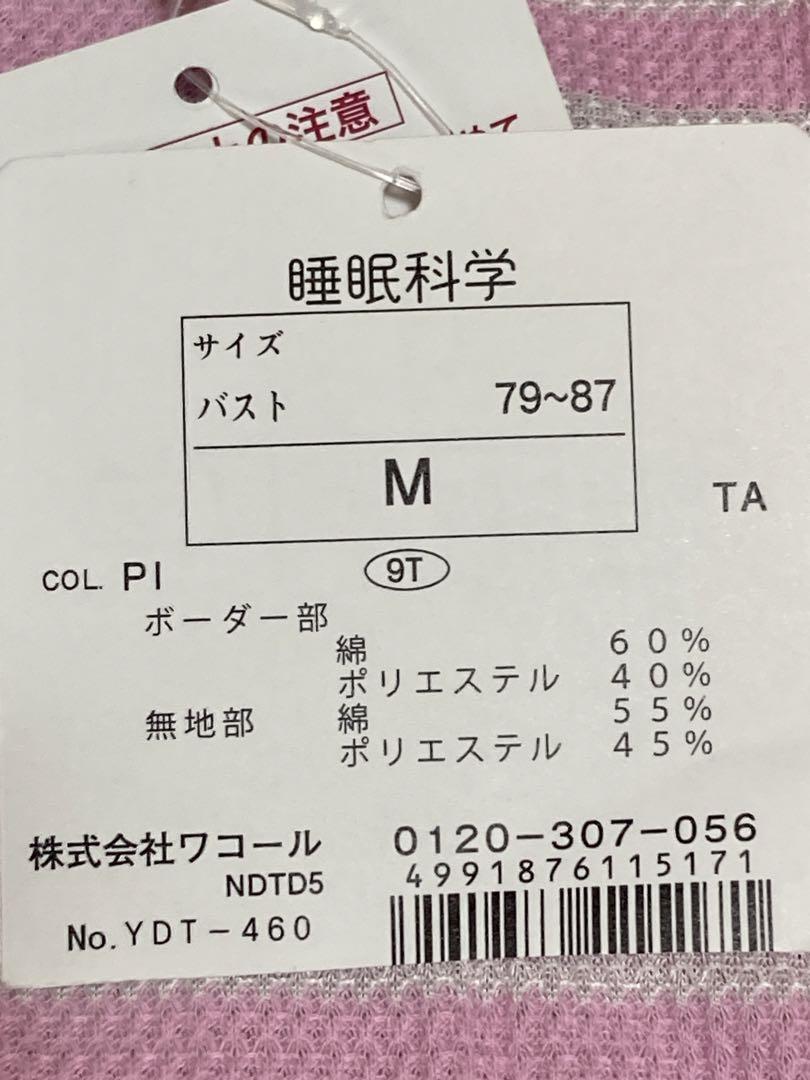 注意
めて
睡眠科学
サイズ
バスト 79~87
M
TA
COL. PI 9T
ボーダー部
綿 60%
ポリエステル 40%
無地部 綿 55%
ポリエステル 45%
株式会社ワコール 0120-307-056
NDTD5 4991876115171
No. YDT-460